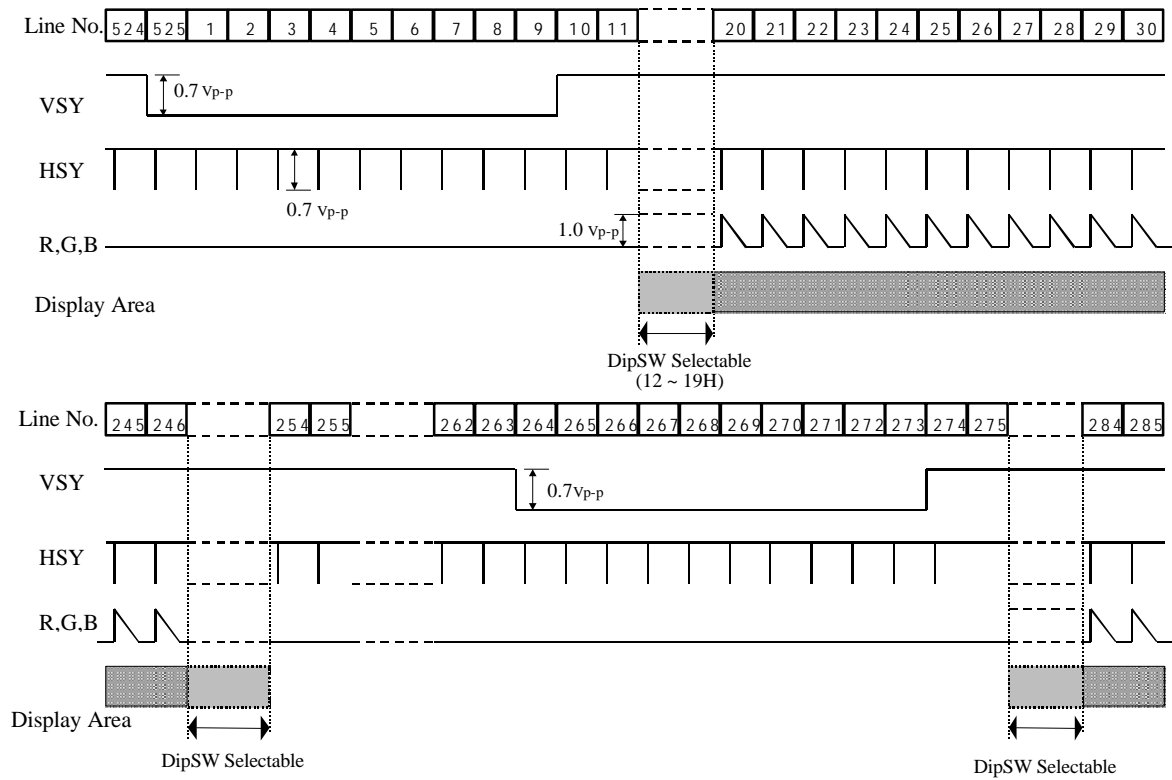 Line No. 524 525 1 2 3 4 5 6 7 8 9 10 11 20 21 22 23 24 25 26 27 28 29 30
0.7 Vp-p
VSY
HSY
0.7 Vp-p
1.0 Vp-p
R,G,B
Display Area
DipSW Selectable
(12 ~ 19H)
Line No. 245 246 254 255 262 263 264 265 266 267 268 269 270 271 272 273 274 275 284 285
VSY
0.7Vp-p
HSY
R,G,B
Display Area
DipSW Selectable
DipSW Selectable